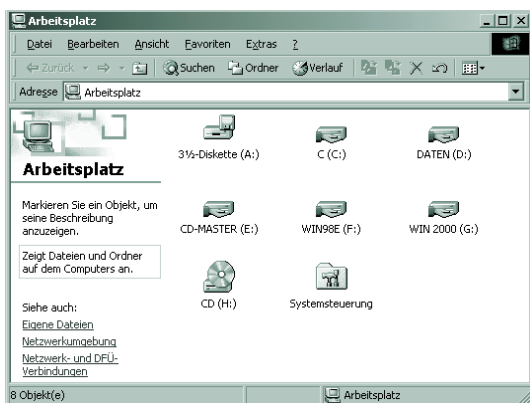 Arbeitsplatz
Datei Bearbeiten Ansicht Favoriten Extras ?
Zurück Suchen Ordner Verlauf
Adresse Arbeitsplatz
Arbeitsplatz
Markieren Sie ein Objekt, um
seine Beschreibung
anzuzeigen.
Zeigt Dateien und Ordner
auf dem Computers an.
Siehe auch:
Eigene Dateien
Netzwerkumgebung
Netzwerk- und DFÜ-
Verbindungen
3½-Diskette (A:) C (C:) DATEN (D:)
CD-MASTER (E:) WIN98E (F:) WIN 2000 (G:)
CD (H:) Systemsteuerung
8 Objekt(e) Arbeitsplatz